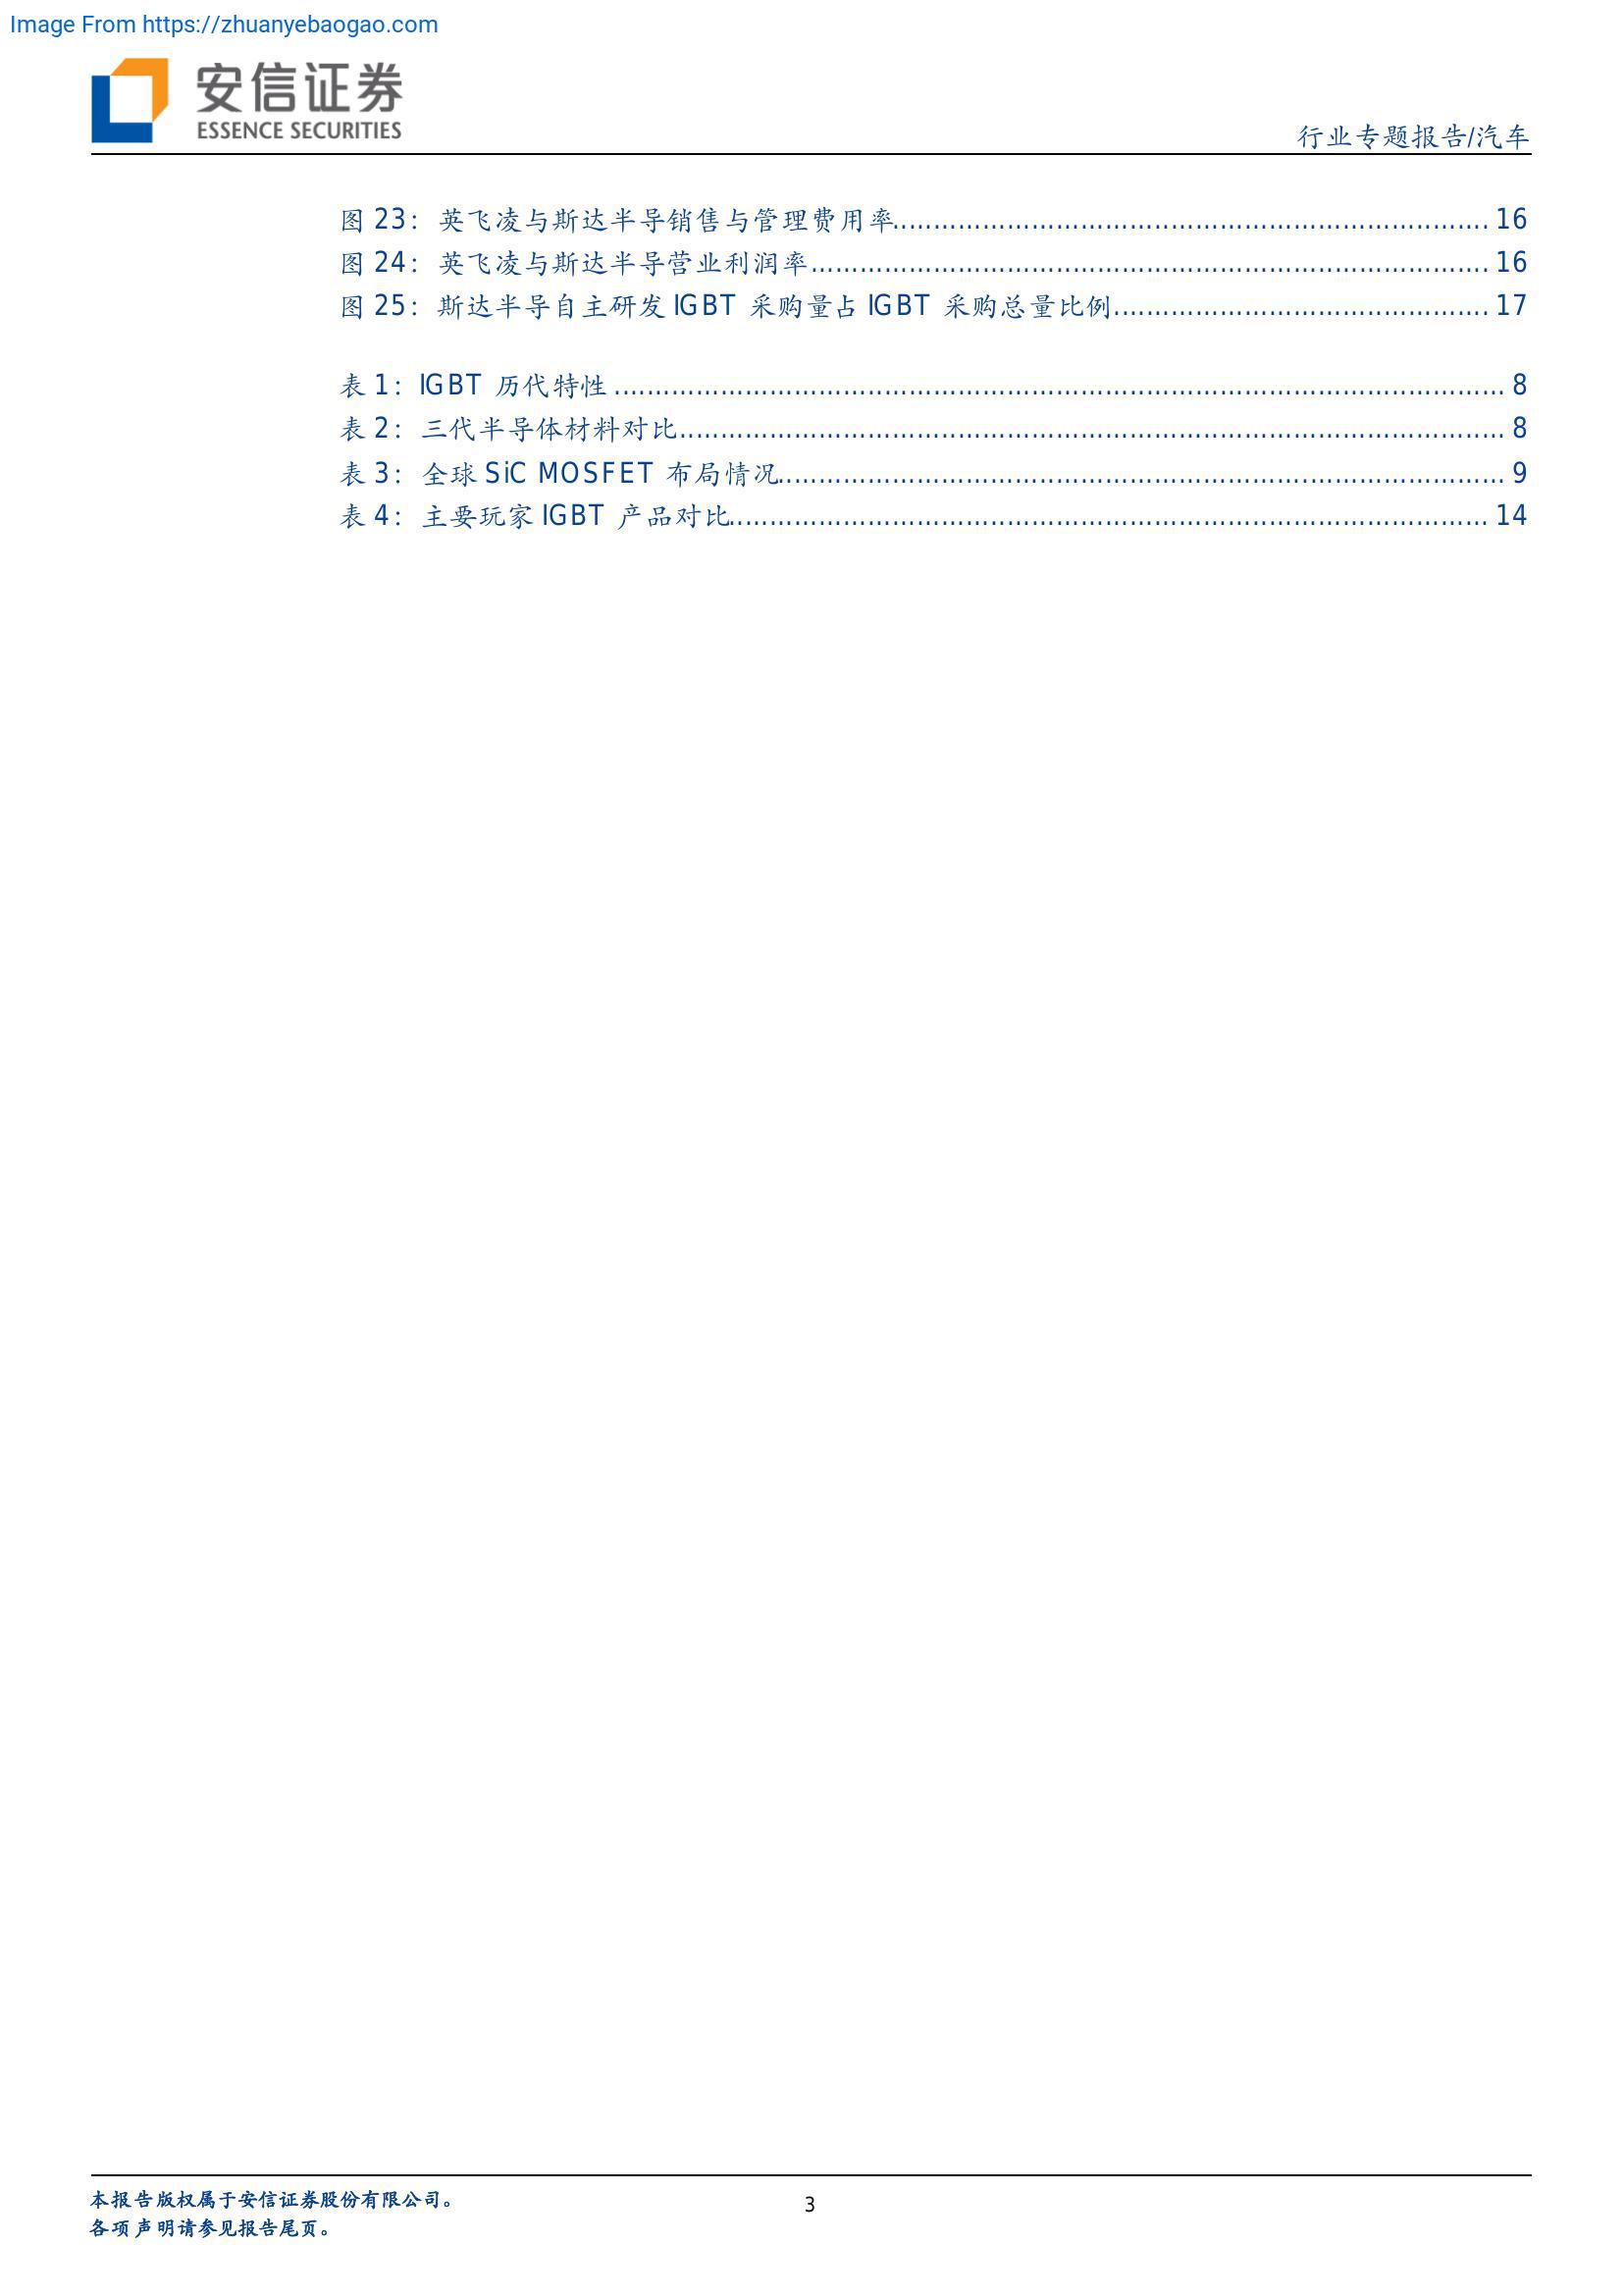 Image From https://zhuanyebaogao.com
安信证券
ESSENCE SECURITIES
行业专题报告/汽车
图 23：英飞凌与斯达半导销售与管理费用率 16
图 24：英飞凌与斯达半导营业利润率 16
图 25：斯达半导自主研发 IGBT 采购量占 IGBT 采购总量比例 17
表 1：IGBT 历代特性 8
表 2：三代半导体材料对比 8
表 3：全球 SiC MOSFET 布局情况 9
表 4：主要玩家 IGBT 产品对比 14
本报告版权属于安信证券股份有限公司。
各项声明请参见报告尾页。
3